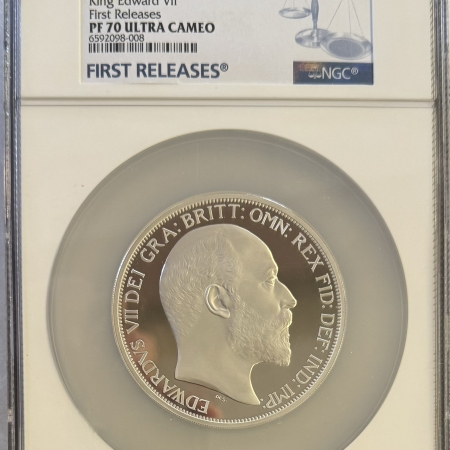 King Edward VII
First Releases
PF 70 ULTRA CAMEO
6592098-008
FIRST RELEASES®
NGC®
EDWARDVS VII DEI GRA: BRITT: OMN: REX FID: DEF: IND: IMP: